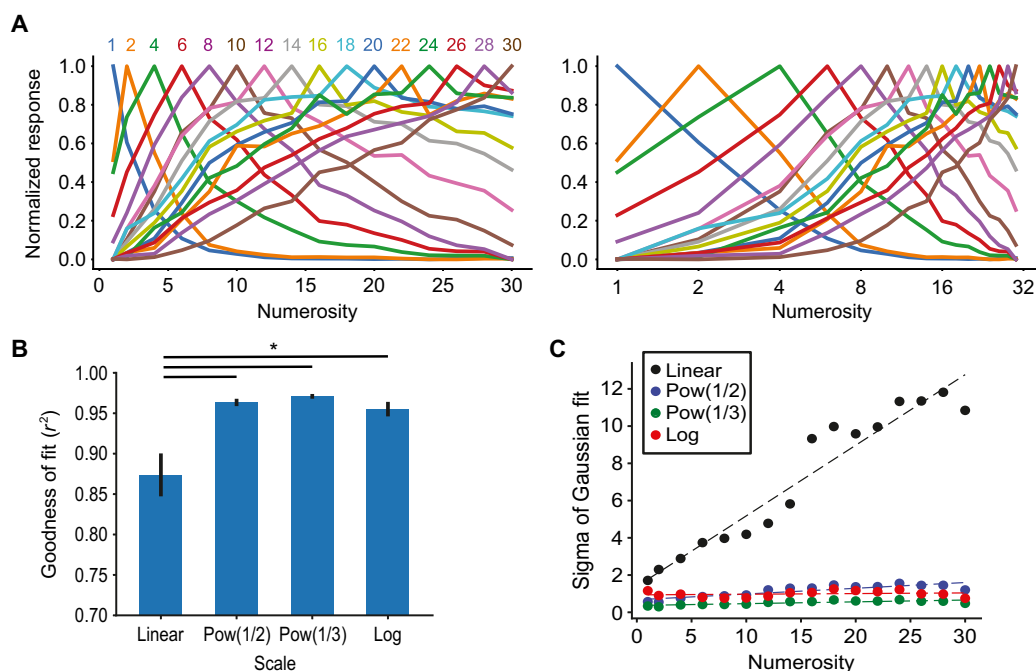 A
1 2 4 6 8 10 12 14 16 18 20 22 24 26 28 30
Normalized response
1.0
0.8
0.6
0.4
0.2
0.0
0 5 10 15 20 25 30
Numerosity
1.0
0.8
0.6
0.4
0.2
0.0
1 2 4 8 16 32
Numerosity
B
*
Goodness of fit (r²)
1.00
0.95
0.90
0.85
0.80
0.75
0.70
Linear Pow(1/2) Pow(1/3) Log
Scale
C
Linear
Pow(1/2)
Pow(1/3)
Log
Sigma of Gaussian fit
12
10
8
6
4
2
0
0 5 10 15 20 25 30
Numerosity